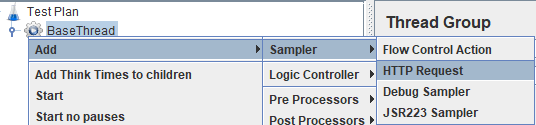 Test Plan
BaseThread
Thread Group
Add
Add Think Times to children
Start
Start no pauses
Sampler
Logic Controller
Pre Processors
Post Processors
Flow Control Action
HTTP Request
Debug Sampler
JSR223 Sampler